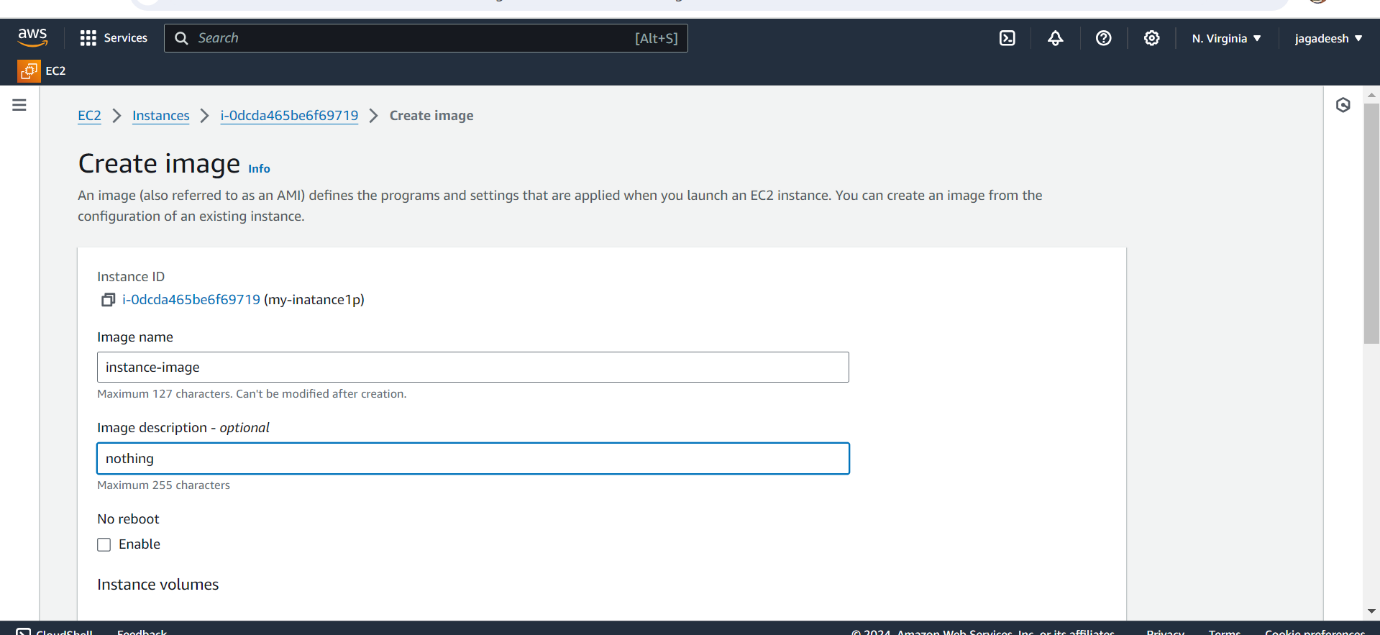 aws
Services
Search [Alt+S]
N. Virginia
jagadeesh
EC2
EC2 Instances i-0dcda465be6f69719 Create image
Create image Info
An image (also referred to as an AMI) defines the programs and settings that are applied when you launch an EC2 instance. You can create an image from the
configuration of an existing instance.
Instance ID
i-0dcda465be6f69719 (my-inatance1p)
Image name
instance-image
Maximum 127 characters. Can't be modified after creation.
Image description - optional
nothing
Maximum 255 characters
No reboot
Enable
Instance volumes
CloudShell Feedback © 2024, Amazon Web Services, Inc. or its affiliates. Privacy Terms Cookie preferences